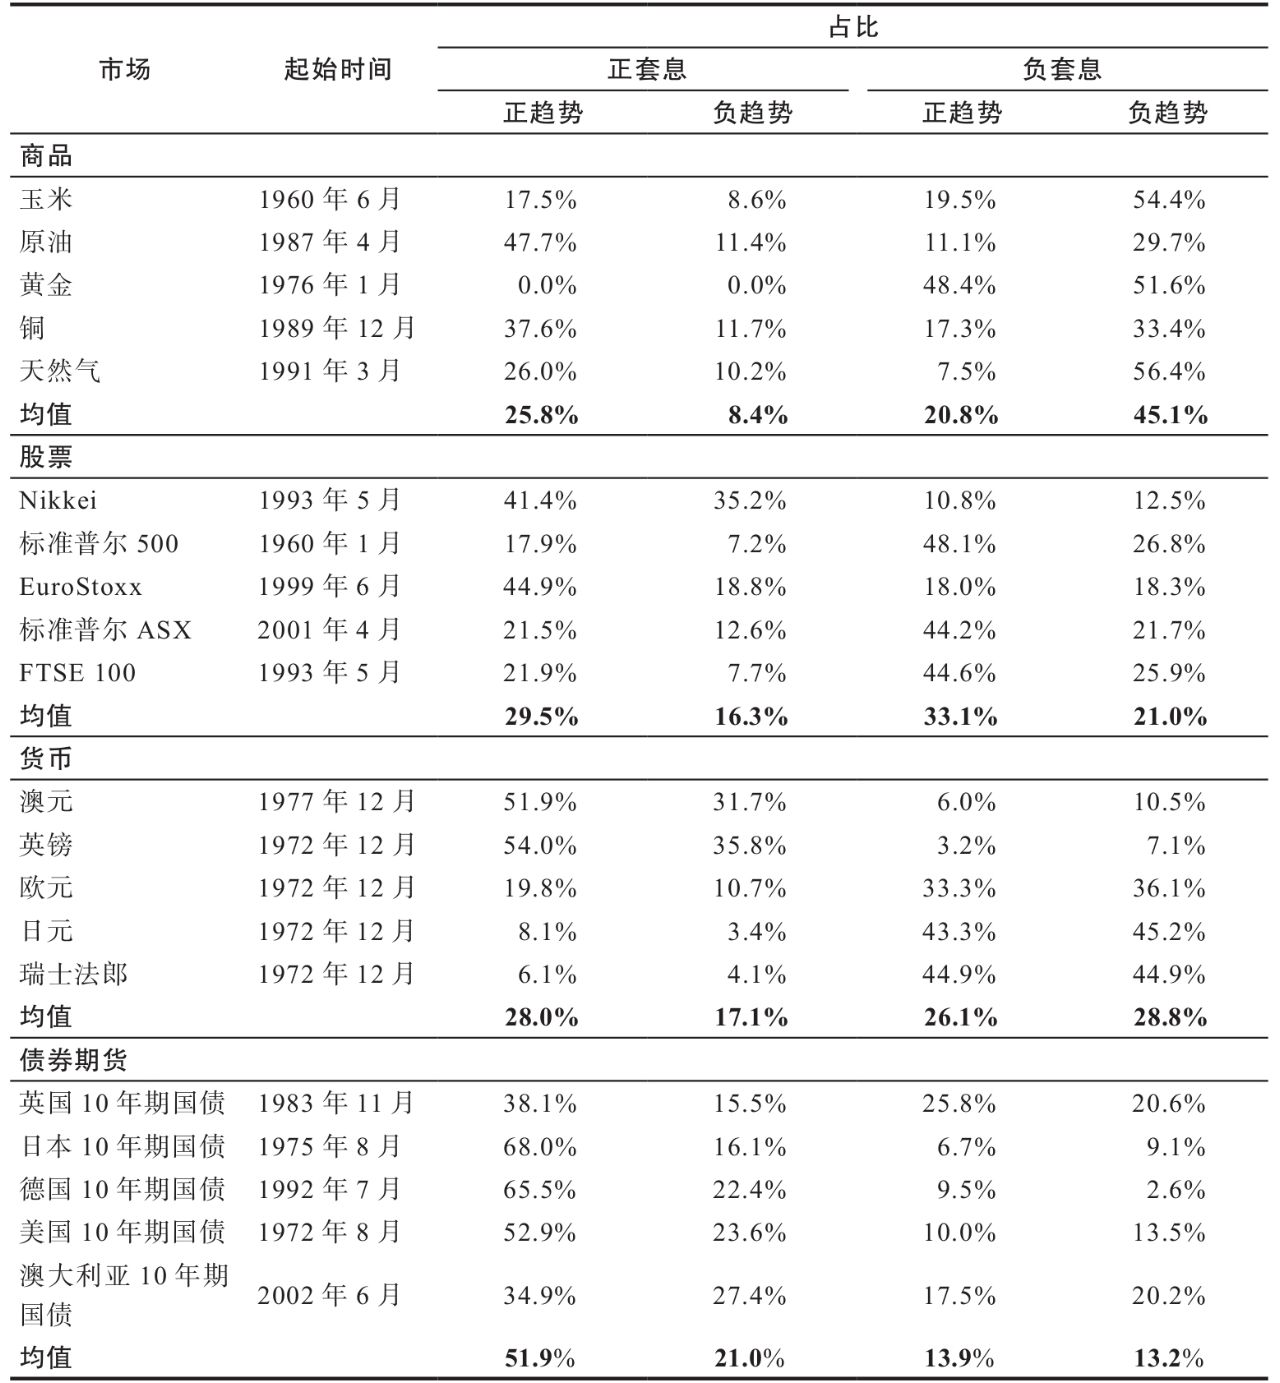 占比
市场 起始时间 正套息 负套息
正趋势 负趋势 正趋势 负趋势
商品
玉米 1960 年 6 月 17.5% 8.6% 19.5% 54.4%
原油 1987 年 4 月 47.7% 11.4% 11.1% 29.7%
黄金 1976 年 1 月 0.0% 0.0% 48.4% 51.6%
铜 1989 年 12 月 37.6% 11.7% 17.3% 33.4%
天然气 1991 年 3 月 26.0% 10.2% 7.5% 56.4%
均值 25.8% 8.4% 20.8% 45.1%
股票
Nikkei 1993 年 5 月 41.4% 35.2% 10.8% 12.5%
标准普尔 500 1960 年 1 月 17.9% 7.2% 48.1% 26.8%
EuroStoxx 1999 年 6 月 44.9% 18.8% 18.0% 18.3%
标准普尔 ASX 2001 年 4 月 21.5% 12.6% 44.2% 21.7%
FTSE 100 1993 年 5 月 21.9% 7.7% 44.6% 25.9%
均值 29.5% 16.3% 33.1% 21.0%
货币
澳元 1977 年 12 月 51.9% 31.7% 6.0% 10.5%
英镑 1972 年 12 月 54.0% 35.8% 3.2% 7.1%
欧元 1972 年 12 月 19.8% 10.7% 33.3% 36.1%
日元 1972 年 12 月 8.1% 3.4% 43.3% 45.2%
瑞士法郎 1972 年 12 月 6.1% 4.1% 44.9% 44.9%
均值 28.0% 17.1% 26.1% 28.8%
债券期货
英国 10 年期国债 1983 年 11 月 38.1% 15.5% 25.8% 20.6%
日本 10 年期国债 1975 年 8 月 68.0% 16.1% 6.7% 9.1%
德国 10 年期国债 1992 年 7 月 65.5% 22.4% 9.5% 2.6%
美国 10 年期国债 1972 年 8 月 52.9% 23.6% 10.0% 13.5%
澳大利亚 10 年期
国债 2002 年 6 月 34.9% 27.4% 17.5% 20.2%
均值 51.9% 21.0% 13.9% 13.2%